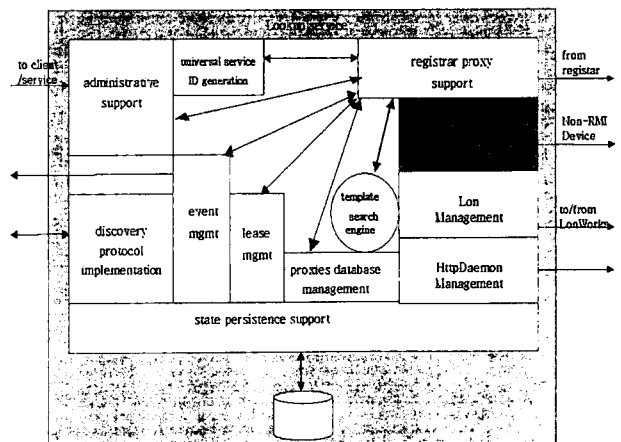 Lookup service
to client
/service
administrative
support
universal service
ID generation
registrar proxy
support
from
registar
Non-RMI
Device
template
search
engine
Lon
Management
to/from
LonWorks
discovery
protocol
implementation
event
mgmt
lease
mgmt
proxies database
management
HttpDaemon
Management
state persistence support